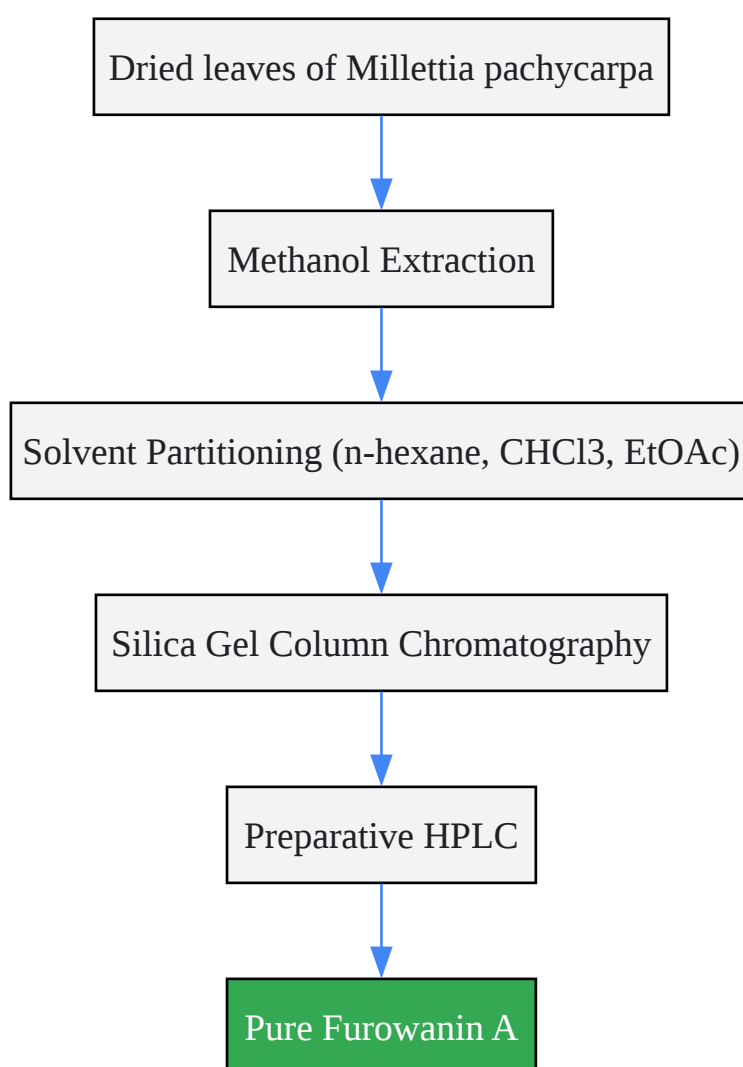 Dried leaves of Millettia pachycarpa
Methanol Extraction
Solvent Partitioning (n-hexane, CHCl3, EtOAc)
Silica Gel Column Chromatography
Preparative HPLC
Pure Furowanin A